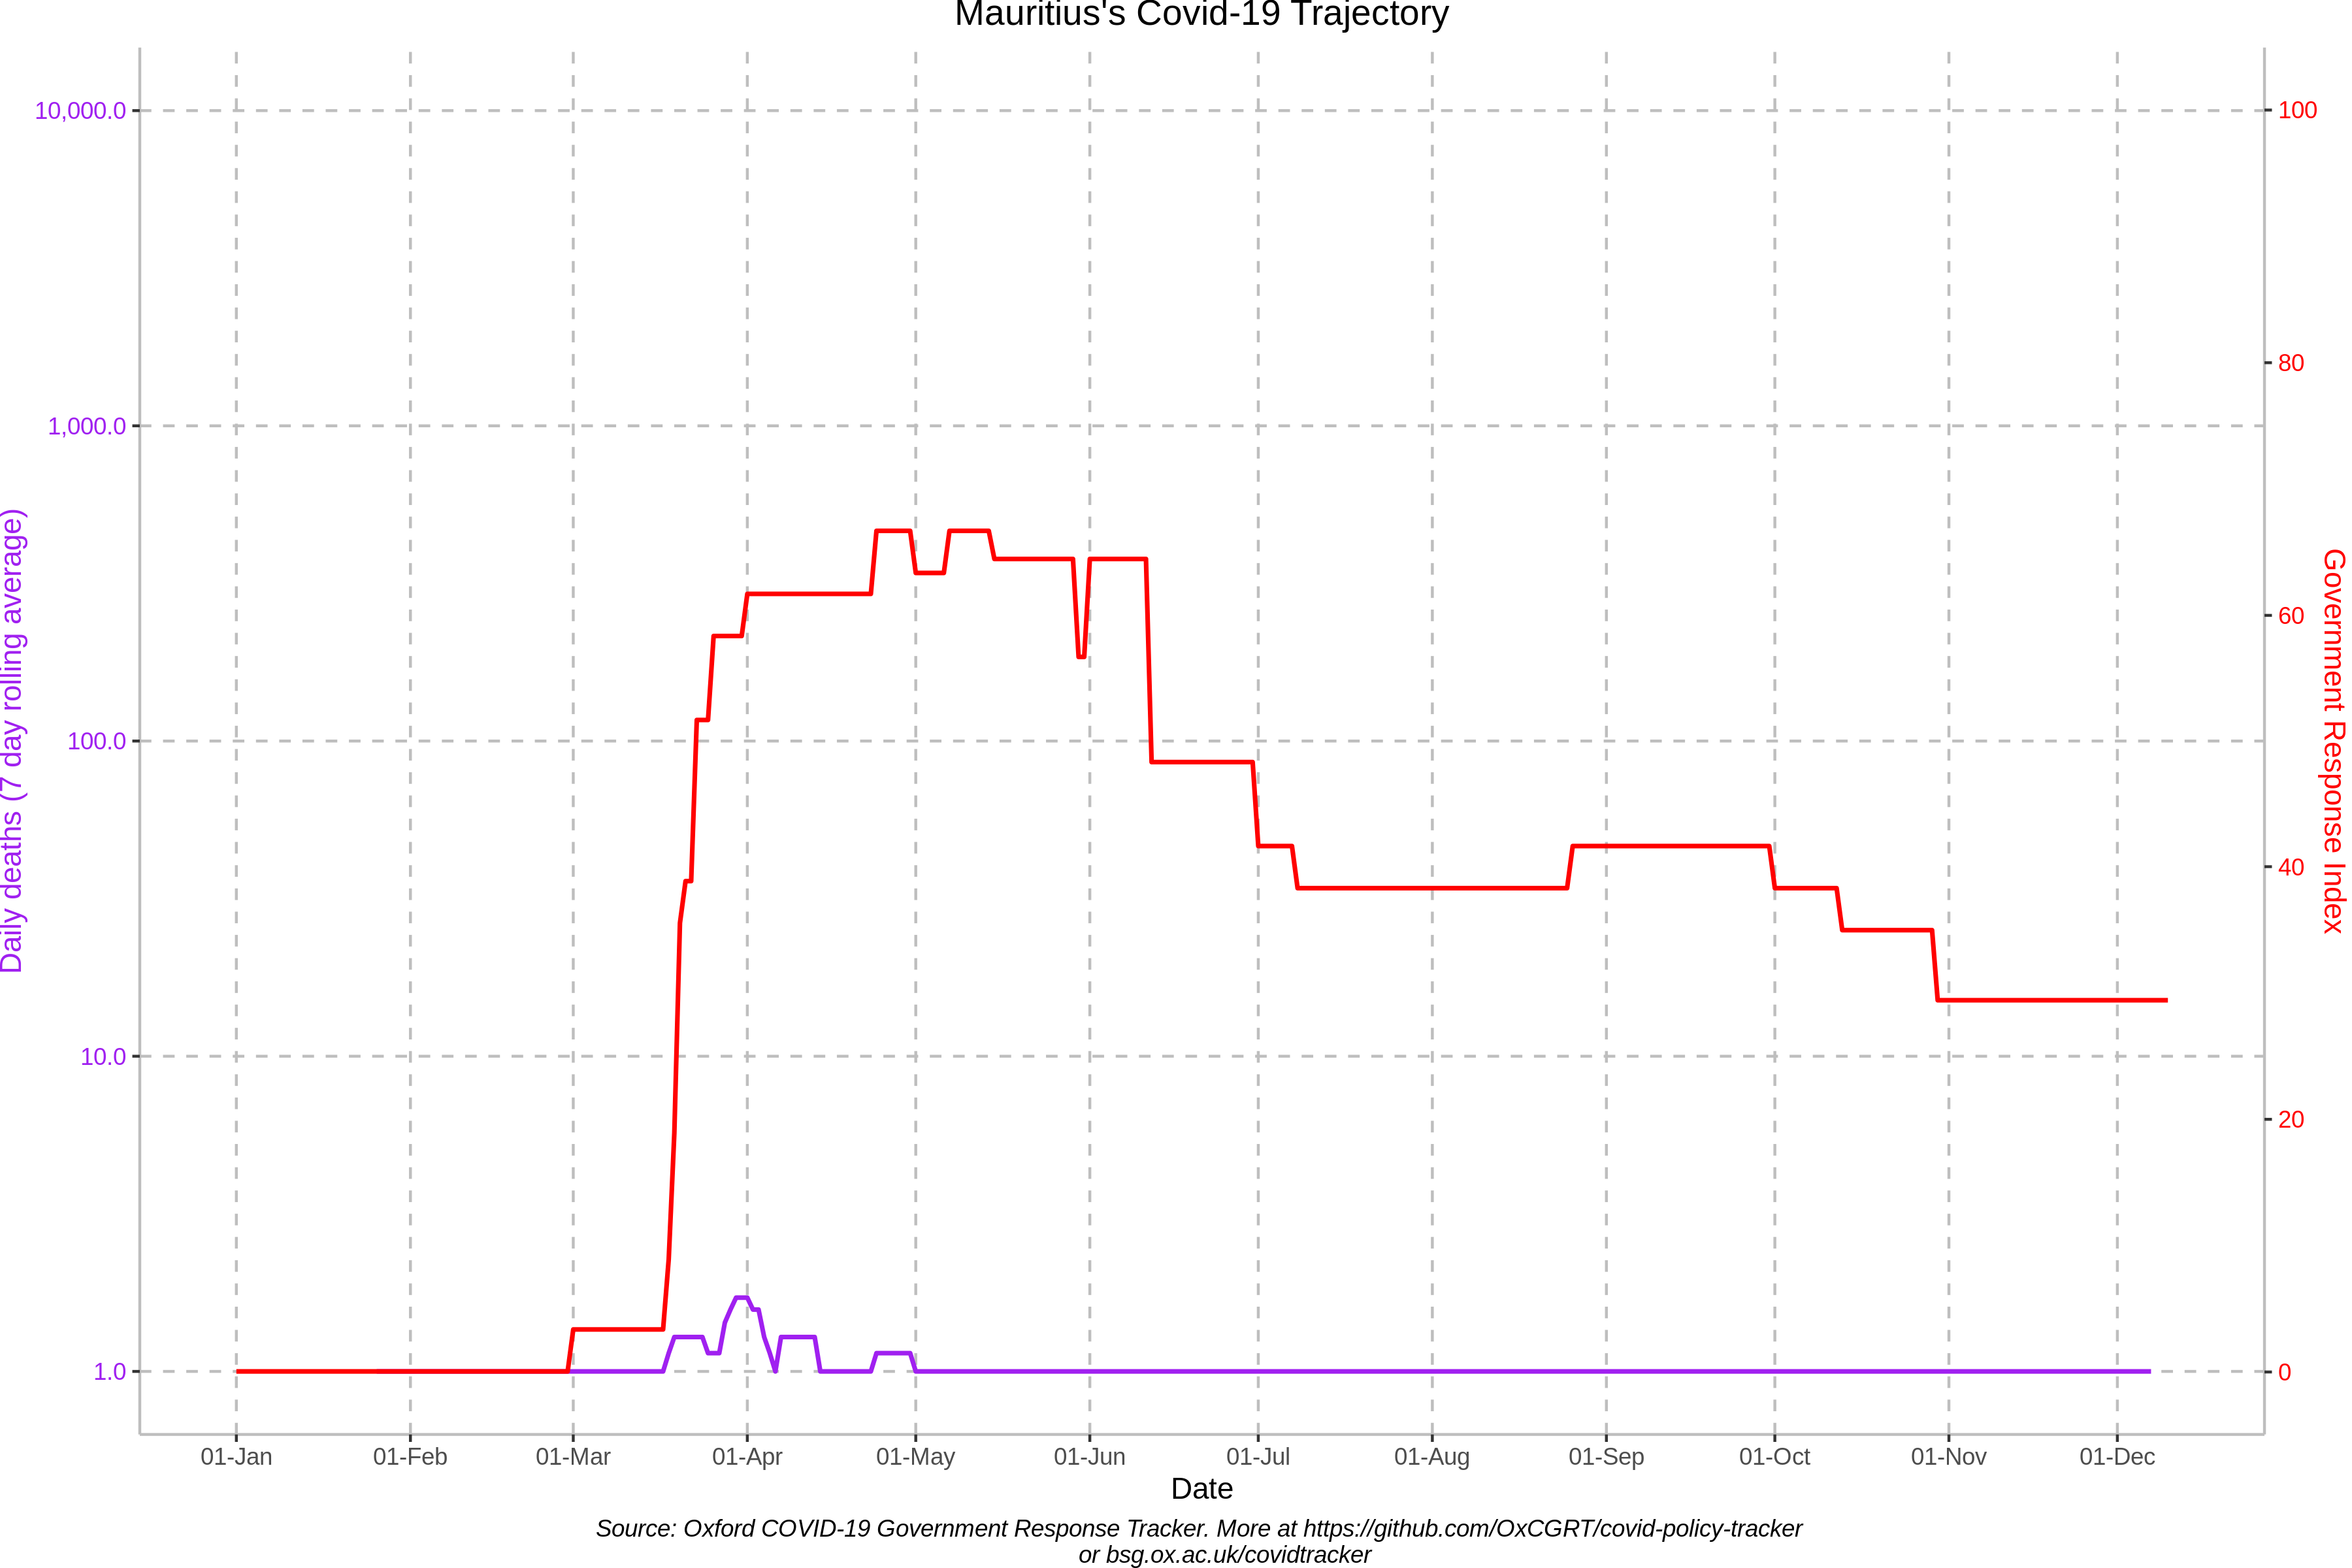 Mauritius's Covid-19 Trajectory
10,000.0
1,000.0
100.0
10.0
1.0
Daily deaths (7 day rolling average)
100
80
60
40
20
0
Government Response Index
01-Jan 01-Feb 01-Mar 01-Apr 01-May 01-Jun 01-Jul 01-Aug 01-Sep 01-Oct 01-Nov 01-Dec
Date
Source: Oxford COVID-19 Government Response Tracker. More at https://github.com/OxCGRT/covid-policy-tracker
or bsg.ox.ac.uk/covidtracker